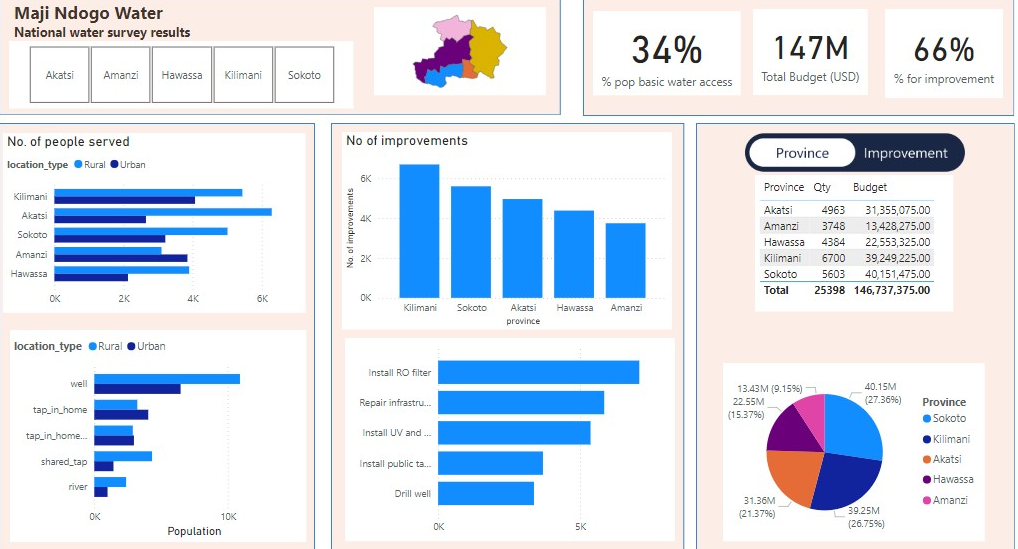 Maji Ndogo Water
National water survey results
Akatsi Amanzi Hawassa Kilimani Sokoto
34%
% pop basic water access
147M
Total Budget (USD)
66%
% for improvement
No. of people served
location_type Rural Urban
Kilimani
Akatsi
Sokoto
Amanzi
Hawassa
0K 2K 4K 6K
location_type Rural Urban
well
tap_in_home
tap_in_home...
shared_tap
river
0K 10K
Population
No of improvements
No. of improvements
6K
4K
2K
0K
Kilimani Sokoto Akatsi Hawassa Amanzi
province
Install RO filter
Repair infrastru...
Install UV and ...
Install public ta...
Drill well
0K 5K
Province Improvement
Province Qty Budget
Akatsi 4963 31,355,075.00
Amanzi 3748 13,428,275.00
Hawassa 4384 22,553,325.00
Kilimani 6700 39,249,225.00
Sokoto 5603 40,151,475.00
Total 25398 146,737,375.00
13.43M (9.15%)
22.55M
(15.37%)
31.36M
(21.37%)
40.15M
(27.36%)
39.25M
(26.75%)
Province
Sokoto
Kilimani
Akatsi
Hawassa
Amanzi